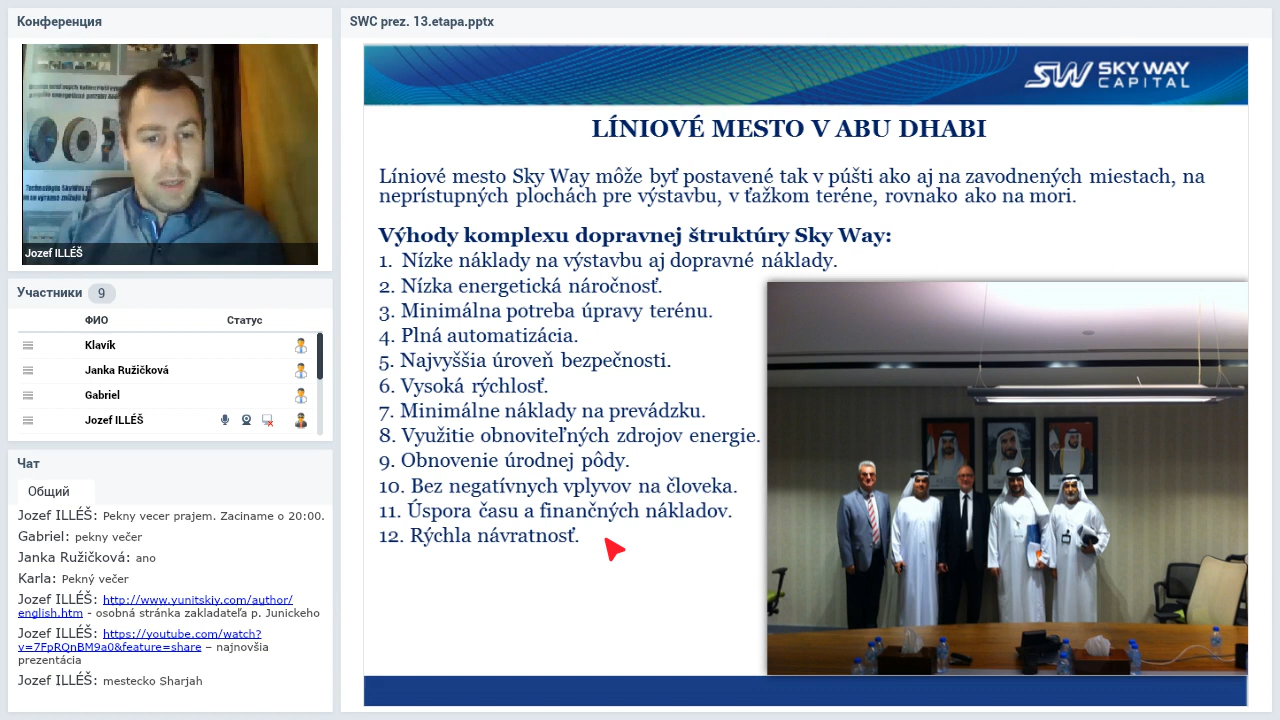 Конференция
Jozef ILLÉŠ
Участники 9
ФИО Статус
Klavík
Janka Ružičková
Gabriel
Jozef ILLÉŠ
Чат
Общий
Jozef ILLÉŠ: Pekny vecer prajem. Zaciname o 20:00.
Gabriel: pekny večer
Janka Ružičková: ano
Karla: Pekný večer
Jozef ILLÉŠ: http://www.yunitskiy.com/author/
english.htm - osobná stránka zakladateľa p. Junickeho
Jozef ILLÉŠ: https://youtube.com/watch?
v=7FpRQnBM9a0&feature=share – najnovšia
prezentácia
Jozef ILLÉŠ: mestecko Sharjah
SWC prez. 13.etapa.pptx
SW SKY WAY
CAPITAL
LÍNIOVÉ MESTO V ABU DHABI
Líniové mesto Sky Way môže byť postavené tak v púšti ako aj na zavodnených miestach, na
neprístupných plochách pre výstavbu, v ťažkom teréne, rovnako ako na mori.
Výhody komplexu dopravnej štruktúry Sky Way:
1. Nízke náklady na výstavbu aj dopravné náklady.
2. Nízka energetická náročnosť.
3. Minimálna potreba úpravy terénu.
4. Plná automatizácia.
5. Najvyššia úroveň bezpečnosti.
6. Vysoká rýchlosť.
7. Minimálne náklady na prevádzku.
8. Využitie obnoviteľných zdrojov energie.
9. Obnovenie úrodnej pôdy.
10. Bez negatívnych vplyvov na človeka.
11. Úspora času a finančných nákladov.
12. Rýchla návratnosť.